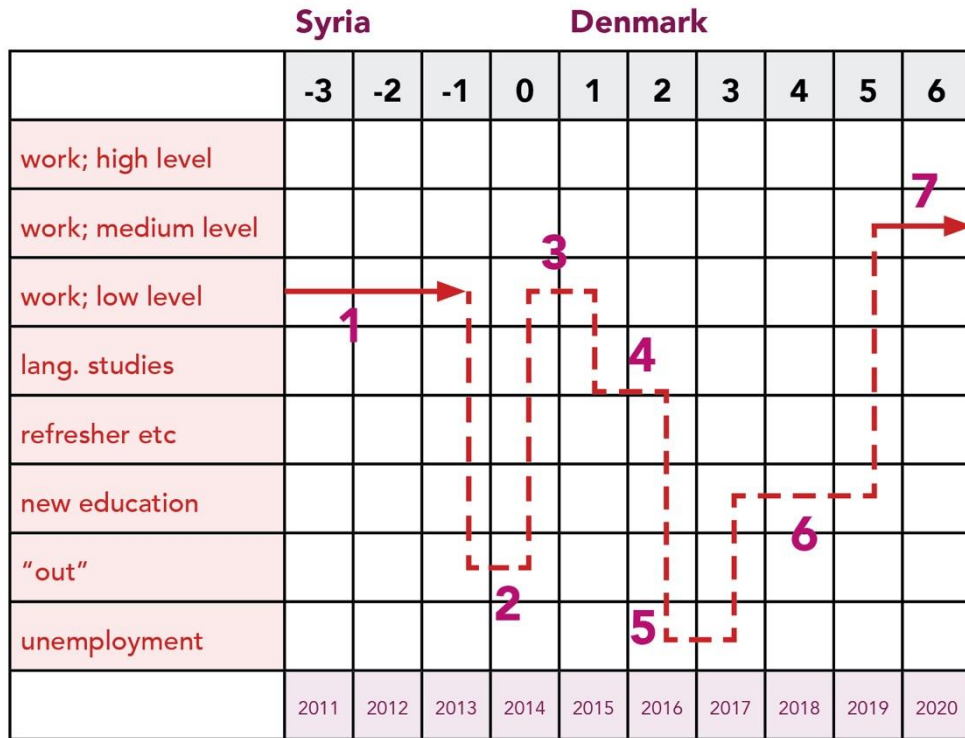 Syria Denmark
-3 -2 -1 0 1 2 3 4 5 6
work; high level
7
work; medium level
3
work; low level
1
lang. studies
4
refresher etc
new education
6
“out”
2
unemployment
5
2011 2012 2013 2014 2015 2016 2017 2018 2019 2020